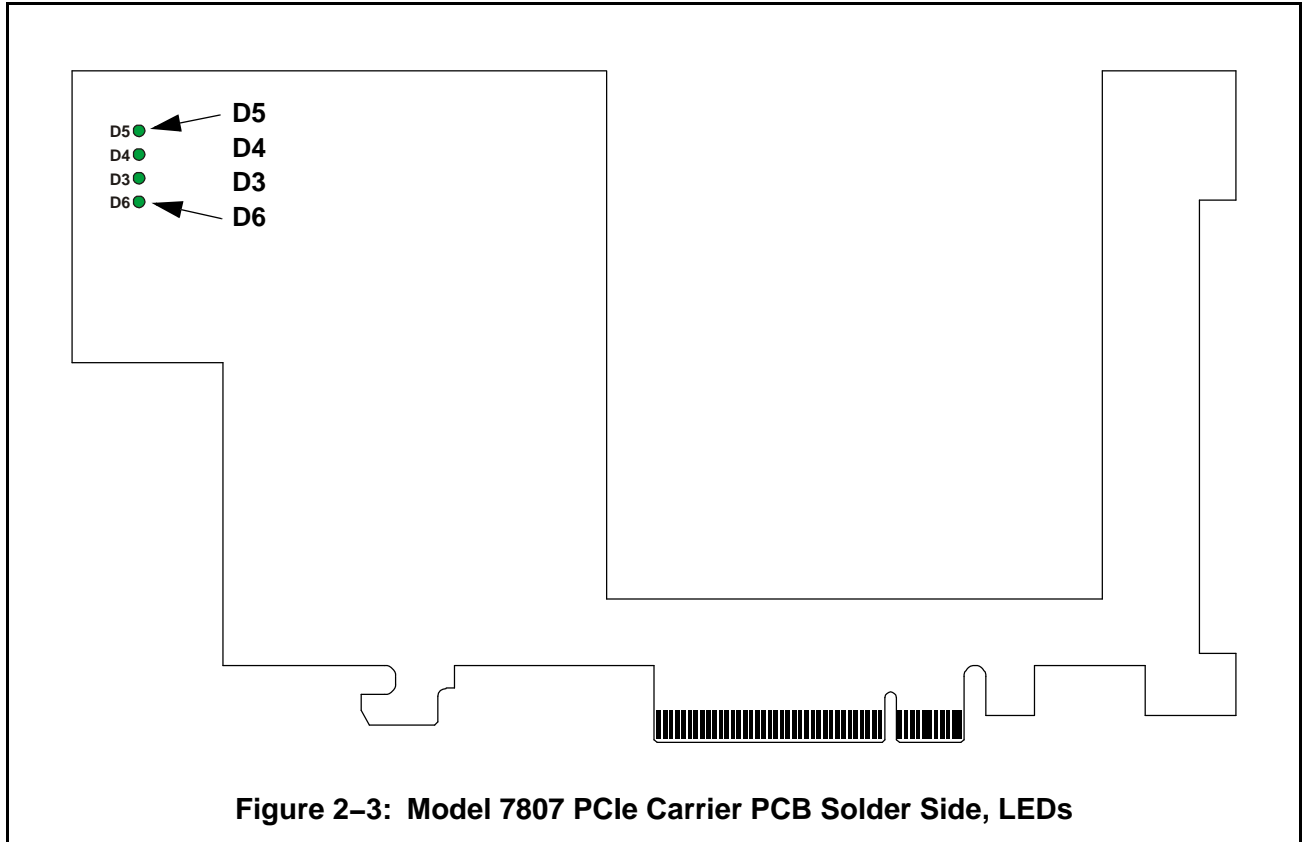 D5 D5
D4 D4
D3 D3
D6 D6
Figure 2–3: Model 7807 PCIe Carrier PCB Solder Side, LEDs